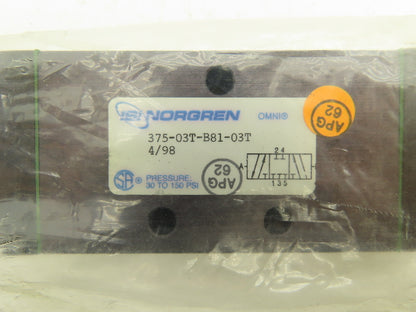 NORGREN OMNI®
375-03T-B81-03T
4/98
APG
62
24
A
135
APG
62
SB®
PRESSURE:
30 TO 150 PSI